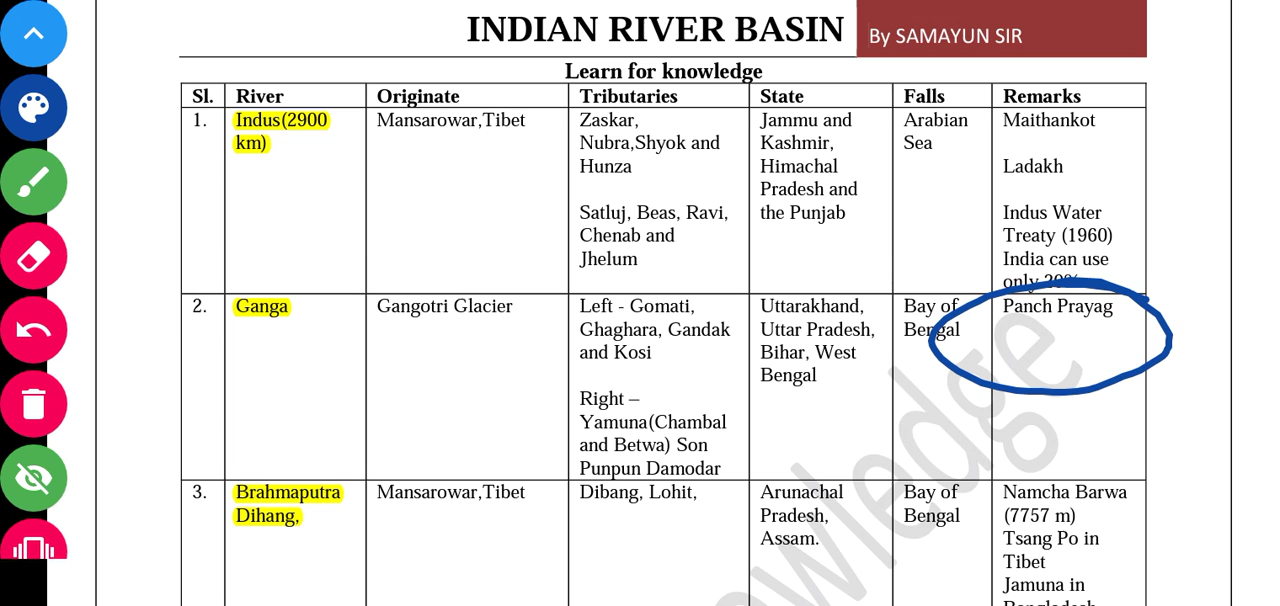 INDIAN RIVER BASIN
By SAMAYUN SIR
Learn for knowledge
Sl. River Originate Tributaries State Falls Remarks
1. Indus(2900 Mansarowar,Tibet Zaskar, Jammu and Arabian Maithankot
km) Nubra,Shyok and Kashmir, Sea
Hunza Himachal Ladakh
Pradesh and
Satluj, Beas, Ravi, the Punjab Indus Water
Chenab and Treaty (1960)
Jhelum India can use
only 20%
2. Ganga Gangotri Glacier Left - Gomati, Uttarakhand, Bay of Panch Prayag
Ghaghara, Gandak Uttar Pradesh, Bengal
and Kosi Bihar, West
Bengal
Right –
Yamuna(Chambal
and Betwa) Son
Punpun Damodar
3. Brahmaputra Mansarowar,Tibet Dibang, Lohit, Arunachal Bay of Namcha Barwa
Dihang, Pradesh, Bengal (7757 m)
Assam. Tsang Po in
Tibet
Jamuna in
Bangladesh